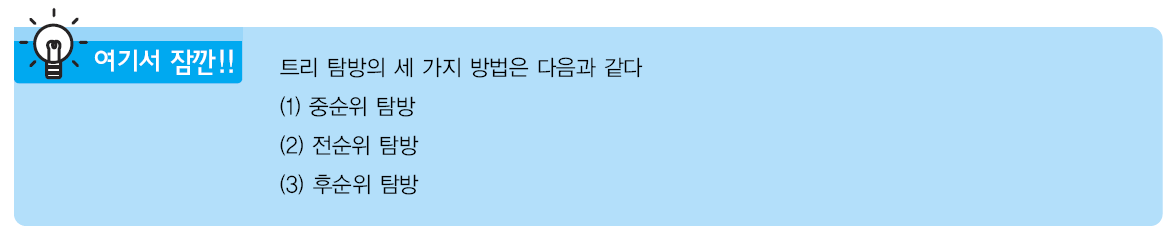 여기서 잠깐!!
트리 탐방의 세 가지 방법은 다음과 같다
(1) 중순위 탐방
(2) 전순위 탐방
(3) 후순위 탐방